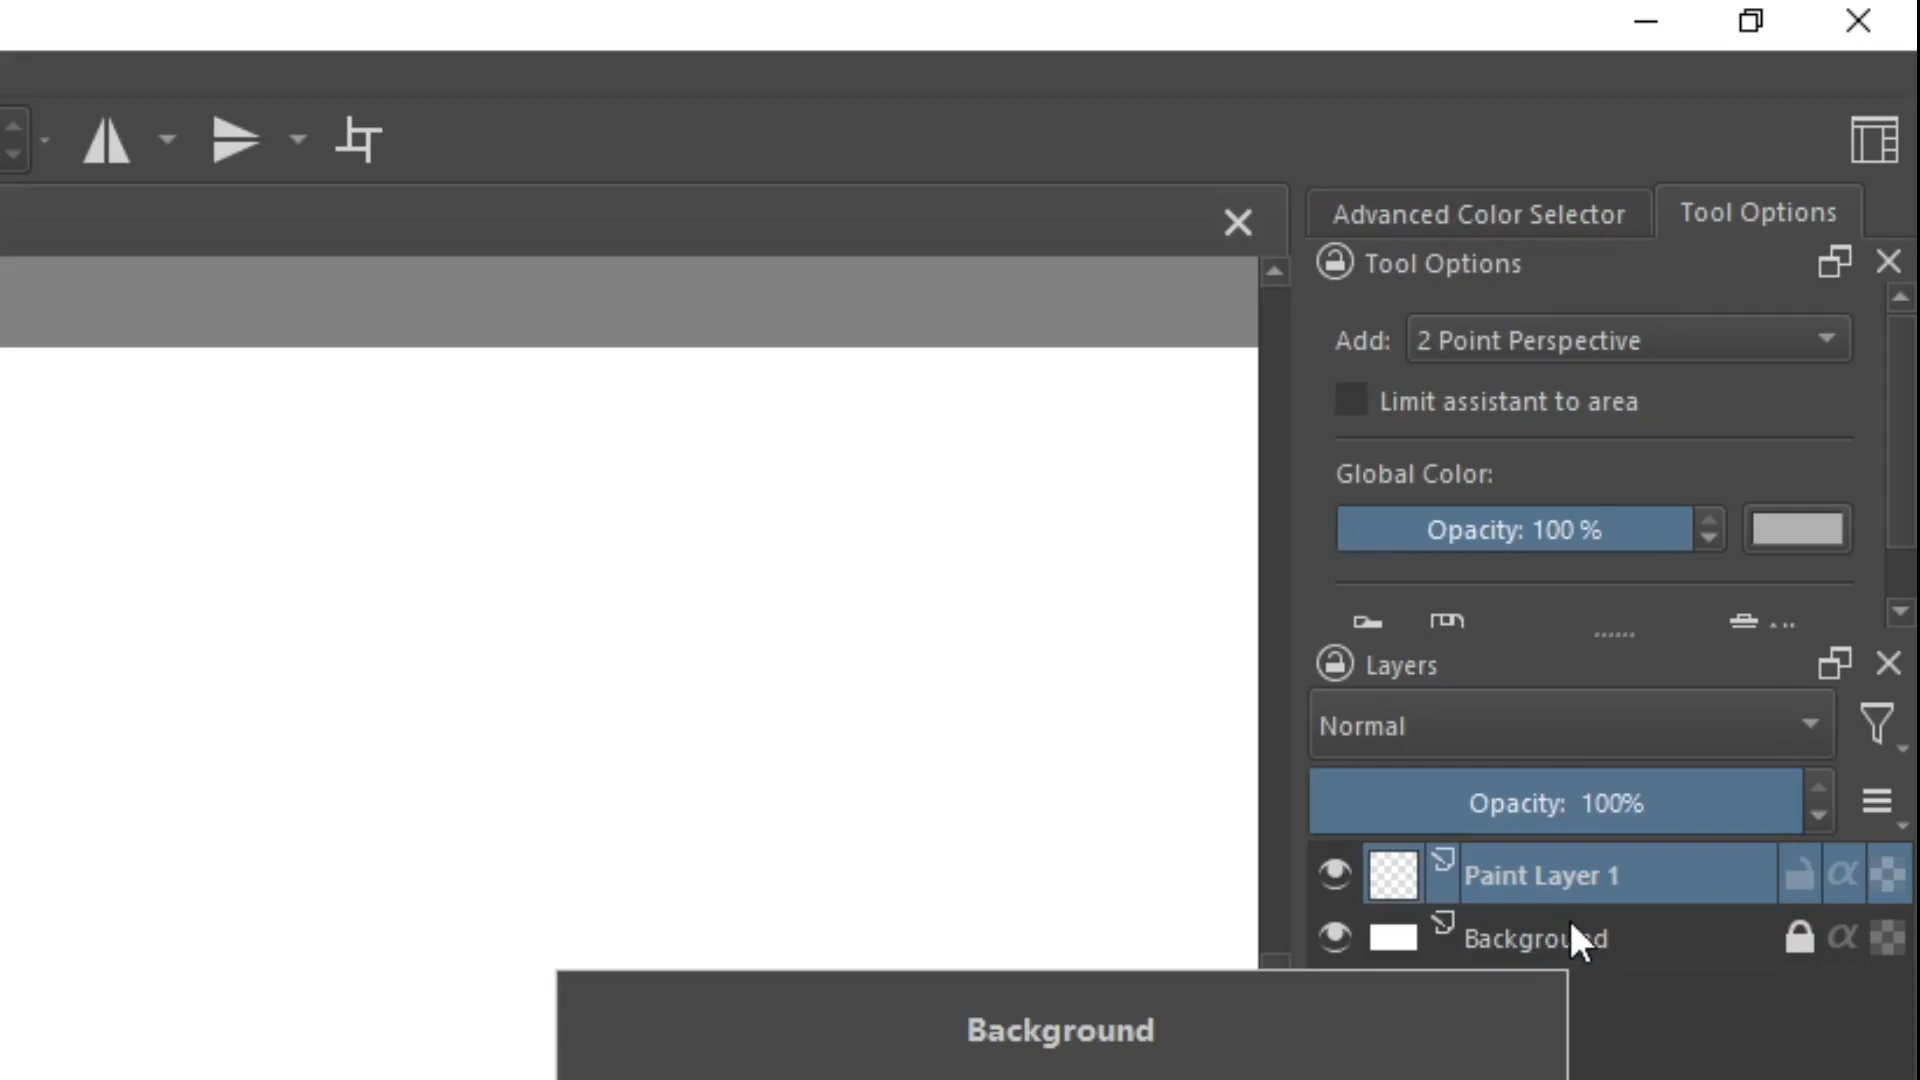 Advanced Color Selector
Tool Options
Tool Options
Add: 2 Point Perspective
Limit assistant to area
Global Color:
Opacity: 100 %
Layers
Normal
Opacity: 100%
Paint Layer 1
Background
Background